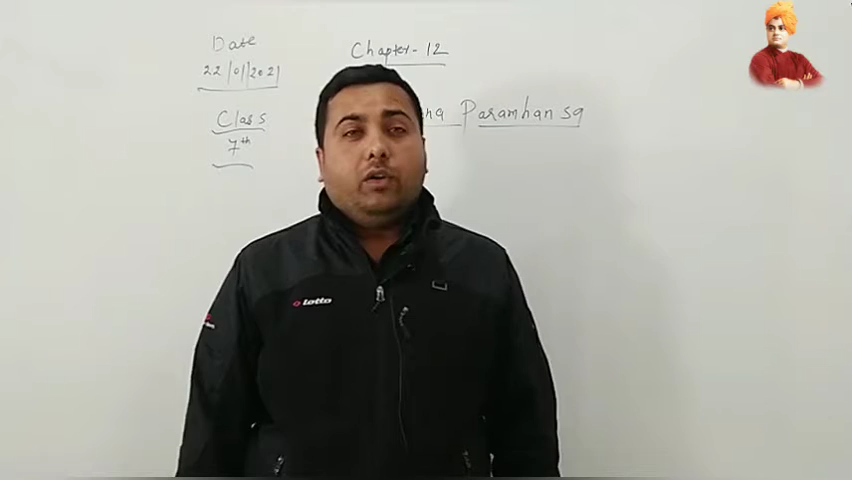 Date
22/01/2021
Class
7th
Chapter-12
Paramhansa
lotto